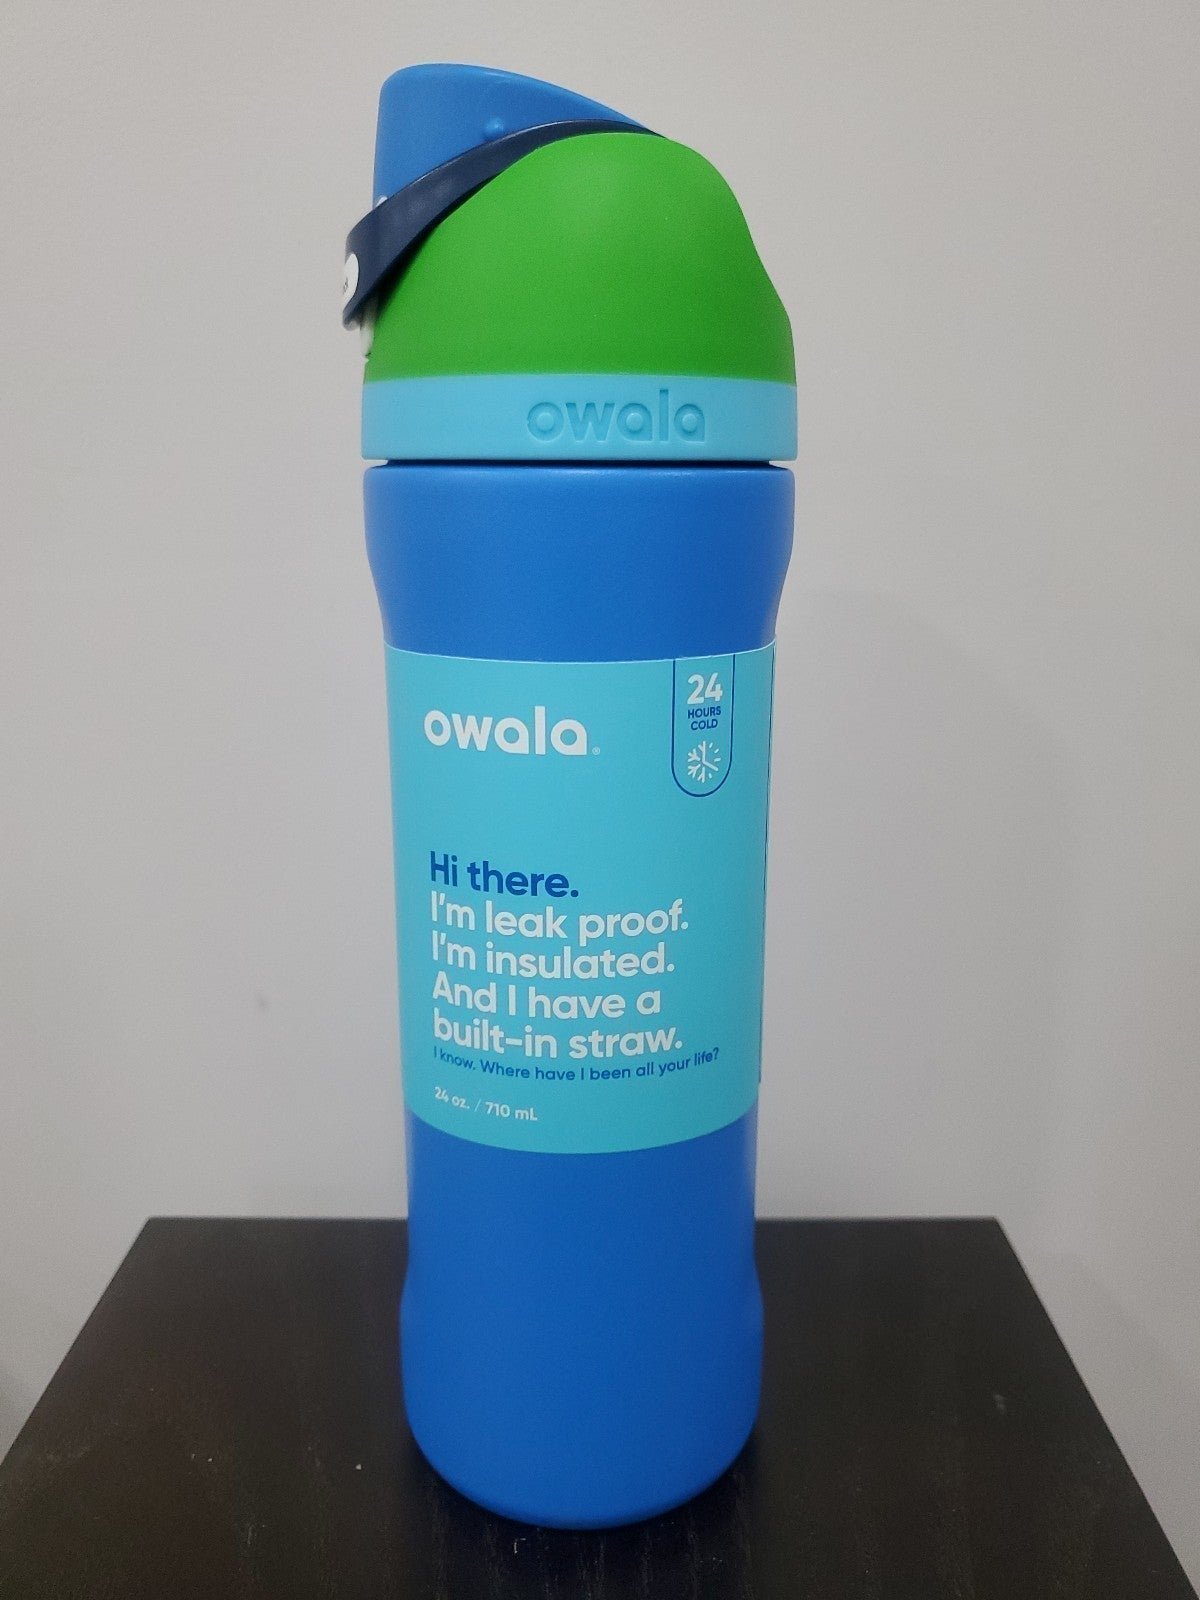 owala
owala®
24
HOURS
COLD
Hi there.
I'm leak proof.
I'm insulated.
And I have a
built-in straw.
I know. Where have I been all your life?
24 oz. / 710 mL